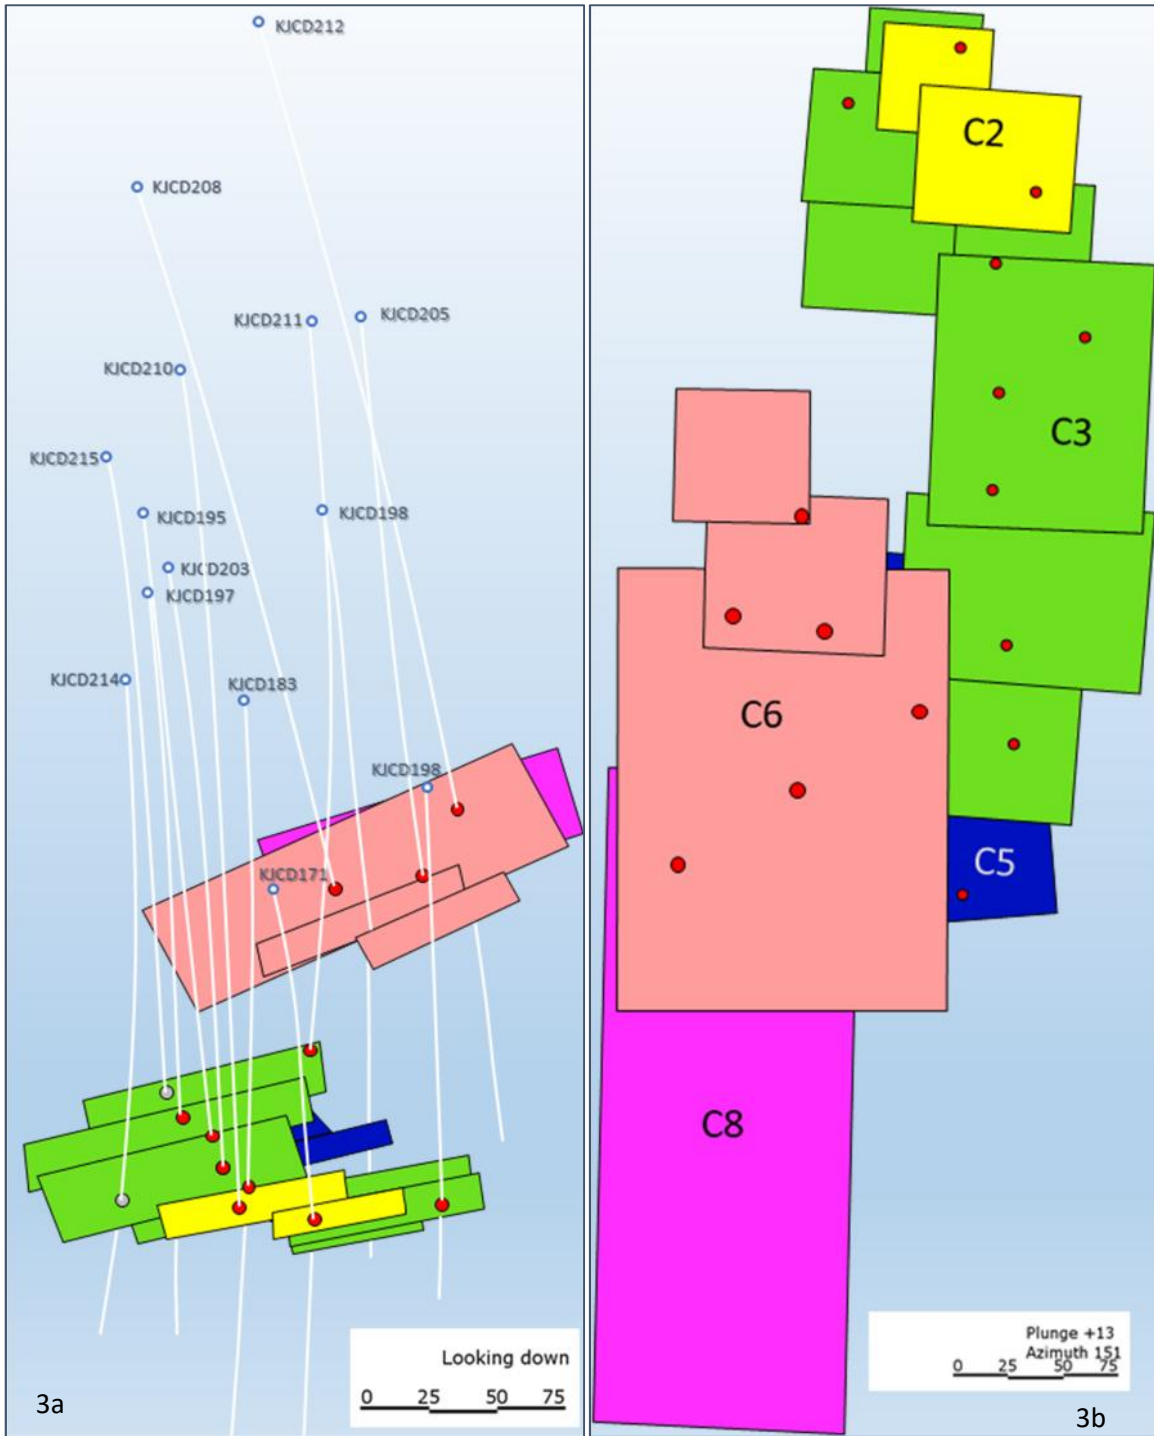 KJCD212
KJCD208
KJCD211
KJCD205
KJCD210
KJCD215
KJCD195
KJCD198
KJCD203
KJCD197
KJCD214
KJCD183
KJCD198
KJCD171
Looking down
0 25 50 75
3a
C2
C3
C6
C5
C8
Plunge +13
Azimuth 151
0 25 50 75
3b